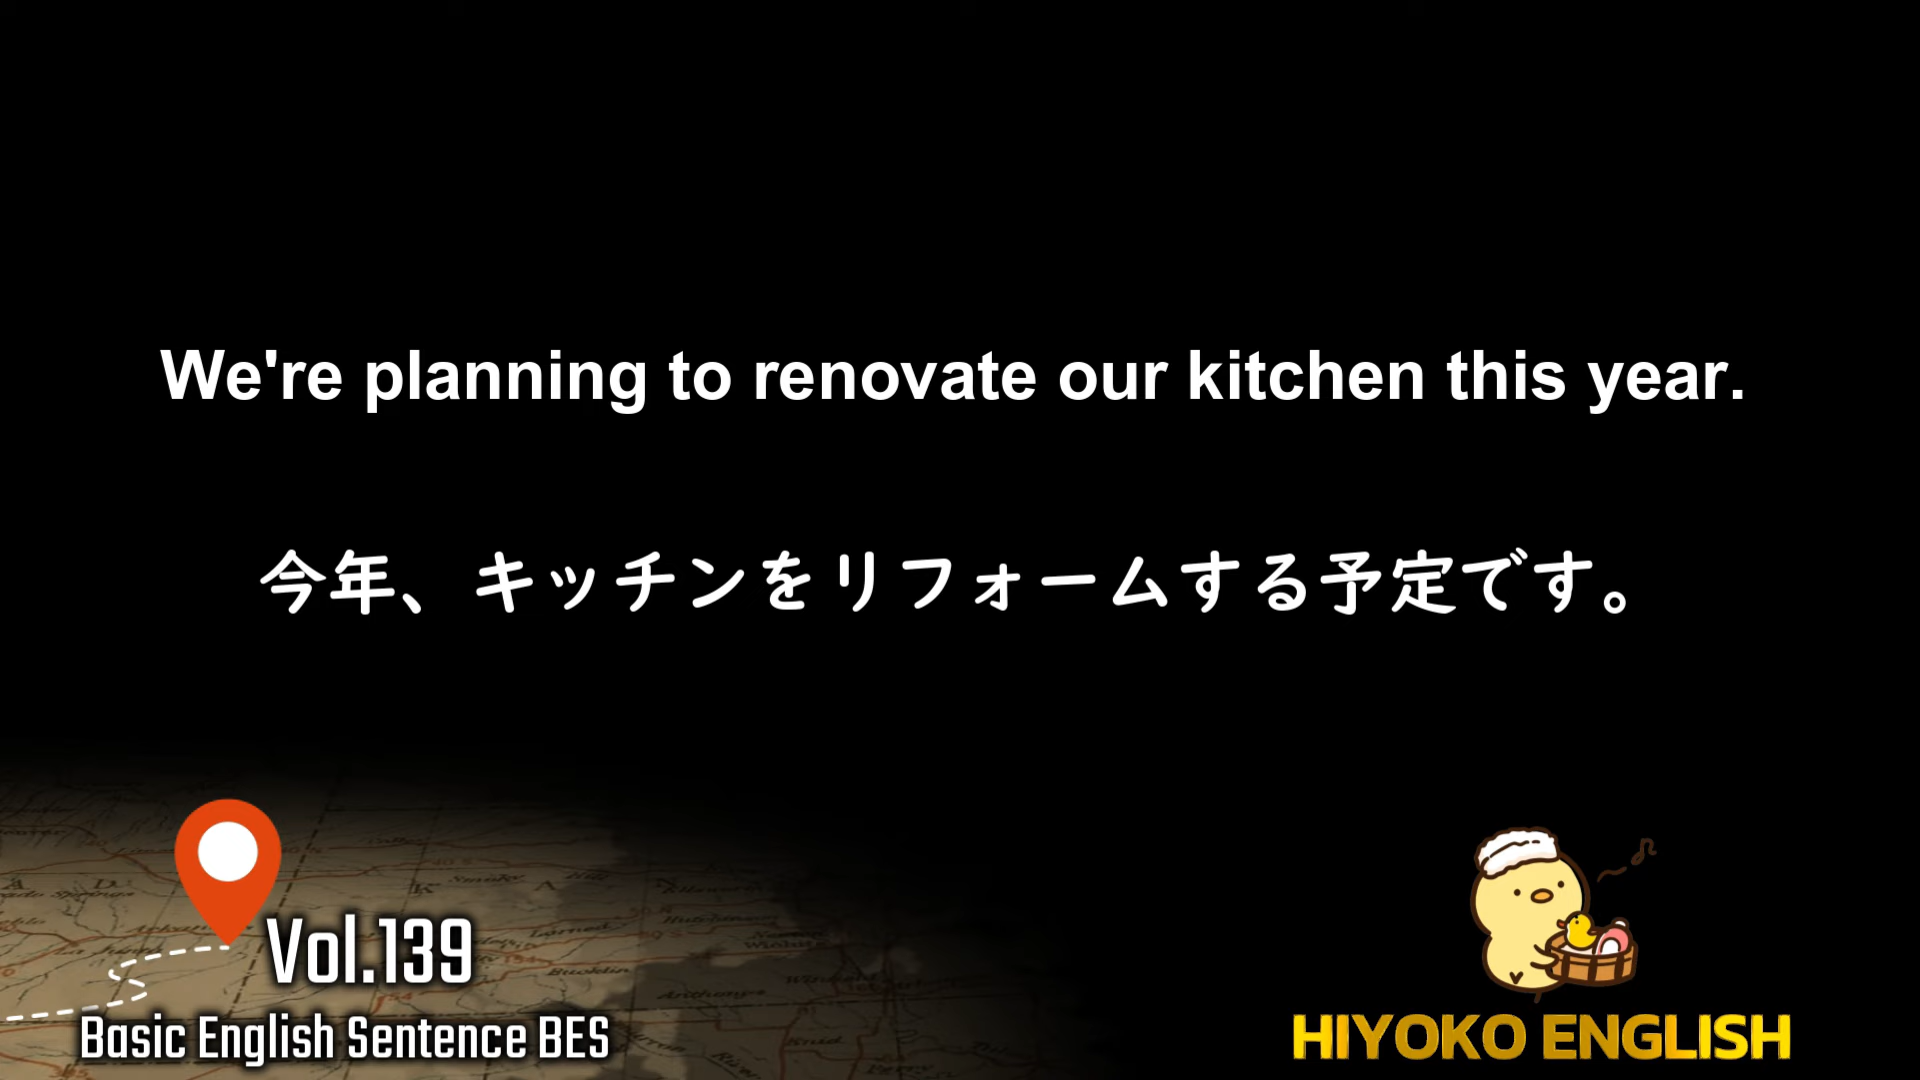 We're planning to renovate our kitchen this year.
今年、キッチンをリフォームする予定です。
Vol.139
Basic English Sentence BES
HIYOKO ENGLISH